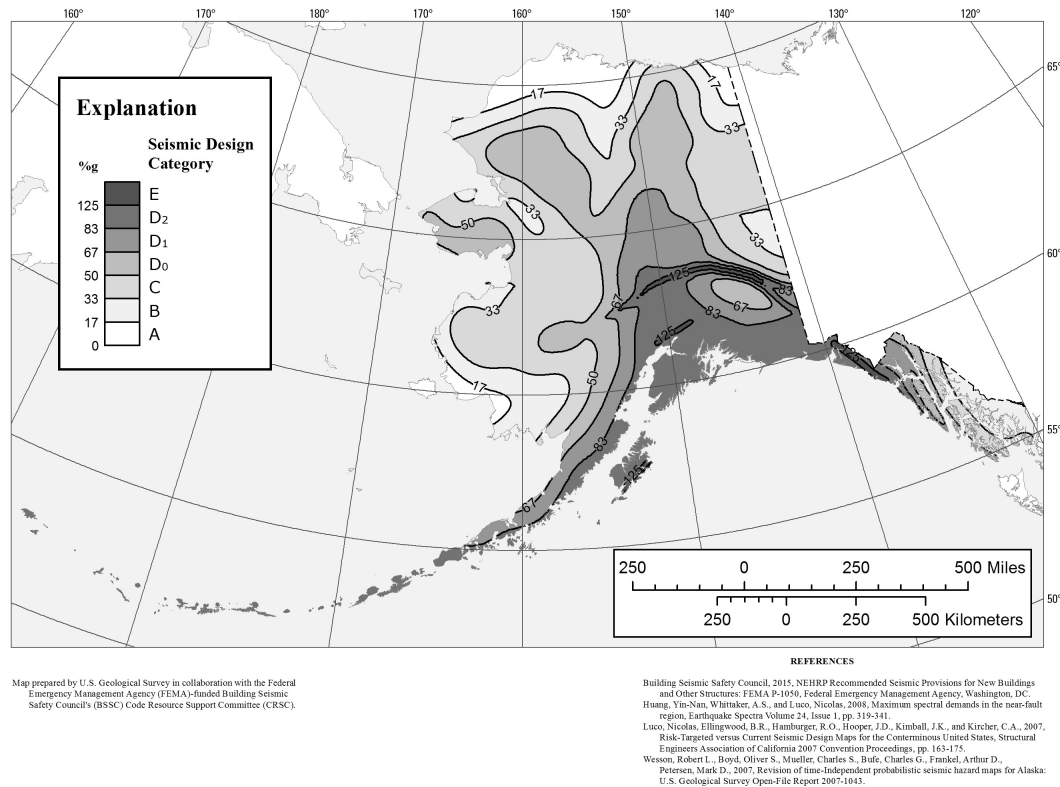 160°
170°
180°
170°
160°
150°
140°
130°
120°
65°
60°
55°
50°
Explanation
Seismic Design
Category
%g
E
125
D2
83
D1
67
D0
50
C
33
B
17
A
0
17
33
17
33
33
50
33
33
125
83
67
67
83
125
50
17
83
125
67
250 0 250 500 Miles
250 0 250 500 Kilometers
REFERENCES
Map prepared by U.S. Geological Survey in collaboration with the Federal
Emergency Management Agency (FEMA)-funded Building Seismic
Safety Council's (BSSC) Code Resource Support Committee (CRSC).
Building Seismic Safety Council, 2015, NEHRP Recommended Seismic Provisions for New Buildings
and Other Structures: FEMA P-1050, Federal Emergency Management Agency, Washington, DC.
Huang, Yin-Nan, Whittaker, A.S., and Luco, Nicolas, 2008, Maximum spectral demands in the near-fault
region, Earthquake Spectra Volume 24, Issue 1, pp. 319-341.
Luco, Nicolas, Ellingwood, B.R., Hamburger, R.O., Hooper, J.D., Kimball, J.K., and Kircher, C.A., 2007,
Risk-Targeted versus Current Seismic Design Maps for the Conterminous United States, Structural
Engineers Association of California 2007 Convention Proceedings, pp. 163-175.
Wesson, Robert L., Boyd, Oliver S., Mueller, Charles S., Bufe, Charles G., Frankel, Arthur D.,
Petersen, Mark D., 2007, Revision of time-Independent probabilistic seismic hazard maps for Alaska:
U.S. Geological Survey Open-File Report 2007-1043.